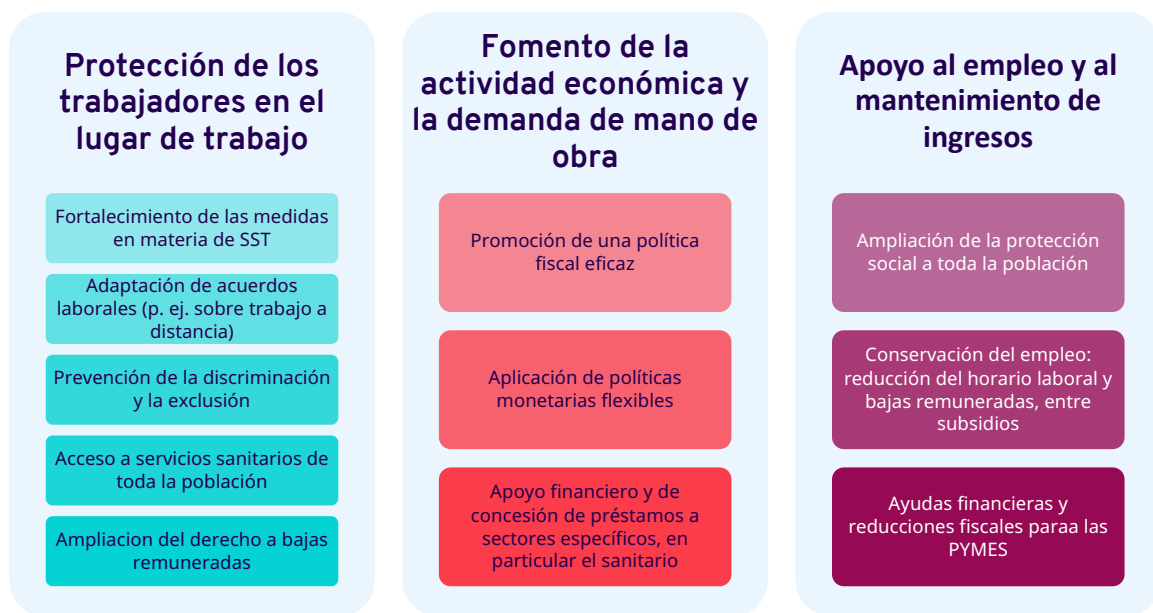 Protección de los
trabajadores en el
lugar de trabajo
Fortalecimiento de las medidas
en materia de SST
Adaptación de acuerdos
laborales (p. ej. sobre trabajo a
distancia)
Prevención de la discriminación
y la exclusión
Acceso a servicios sanitarios de
toda la población
Ampliacion del derecho a bajas
remuneradas
Fomento de la
actividad económica y
la demanda de mano de
obra
Promoción de una política
fiscal eficaz
Aplicación de políticas
monetarias flexibles
Apoyo financiero y de
concesión de préstamos a
sectores específicos, en
particular el sanitario
Apoyo al empleo y al
mantenimiento de
ingresos
Ampliación de la protección
social a toda la población
Conservación del empleo:
reducción del horario laboral y
bajas remuneradas, entre
subsidios
Ayudas financieras y
reducciones fiscales paraa las
PYMES